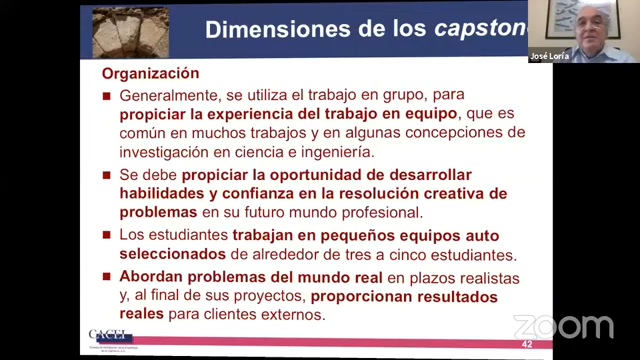 Dimensiones de los capston
José Loría
Organización
Generalmente, se utiliza el trabajo en grupo, para
propiciar la experiencia del trabajo en equipo, que es
común en muchos trabajos y en algunas concepciones de
investigación en ciencia e ingeniería.
Se debe propiciar la oportunidad de desarrollar
habilidades y confianza en la resolución creativa de
problemas en su futuro mundo profesional.
Los estudiantes trabajan en pequeños equipos auto
seleccionados de alrededor de tres a cinco estudiantes.
Abordan problemas del mundo real en plazos realistas
y, al final de sus proyectos, proporcionan resultados
reales para clientes externos.
CACEI
42
zoom